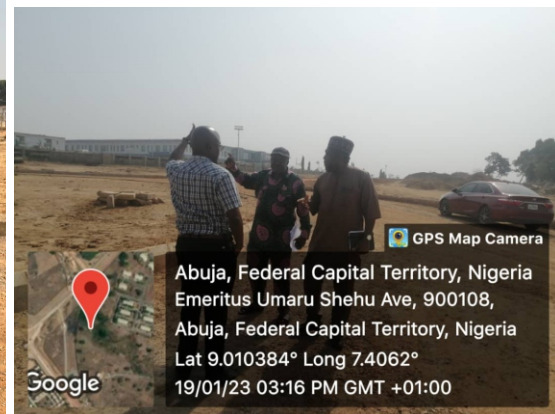 GPS Map Camera
Abuja, Federal Capital Territory, Nigeria
Emeritus Umaru Shehu Ave, 900108,
Abuja, Federal Capital Territory, Nigeria
Lat 9.010384° Long 7.4062°
19/01/23 03:16 PM GMT +01:00
Google